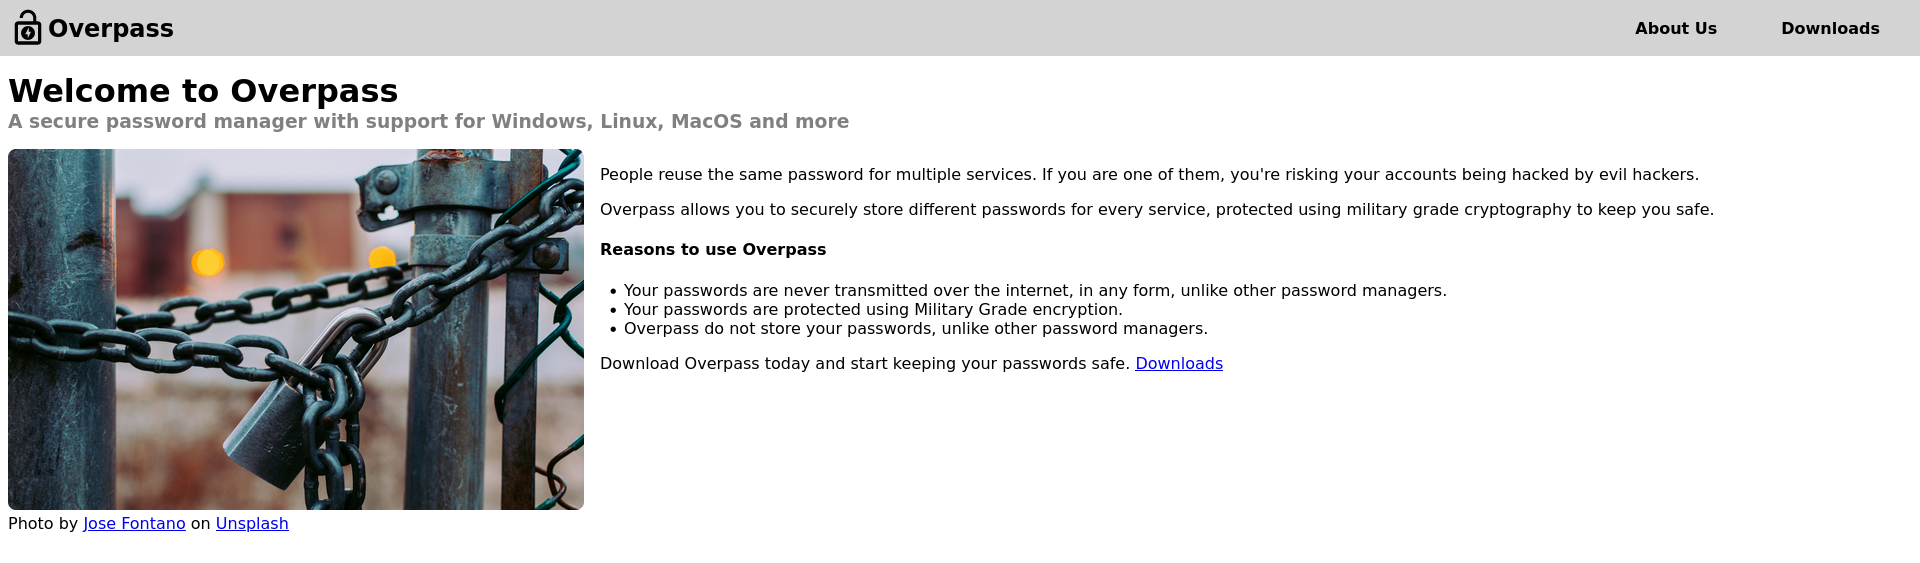 Overpass
About Us
Downloads
Welcome to Overpass
A secure password manager with support for Windows, Linux, MacOS and more
People reuse the same password for multiple services. If you are one of them, you're risking your accounts being hacked by evil hackers.
Overpass allows you to securely store different passwords for every service, protected using military grade cryptography to keep you safe.
Reasons to use Overpass
• Your passwords are never transmitted over the internet, in any form, unlike other password managers.
• Your passwords are protected using Military Grade encryption.
• Overpass do not store your passwords, unlike other password managers.
Download Overpass today and start keeping your passwords safe. Downloads
Photo by Jose Fontano on Unsplash